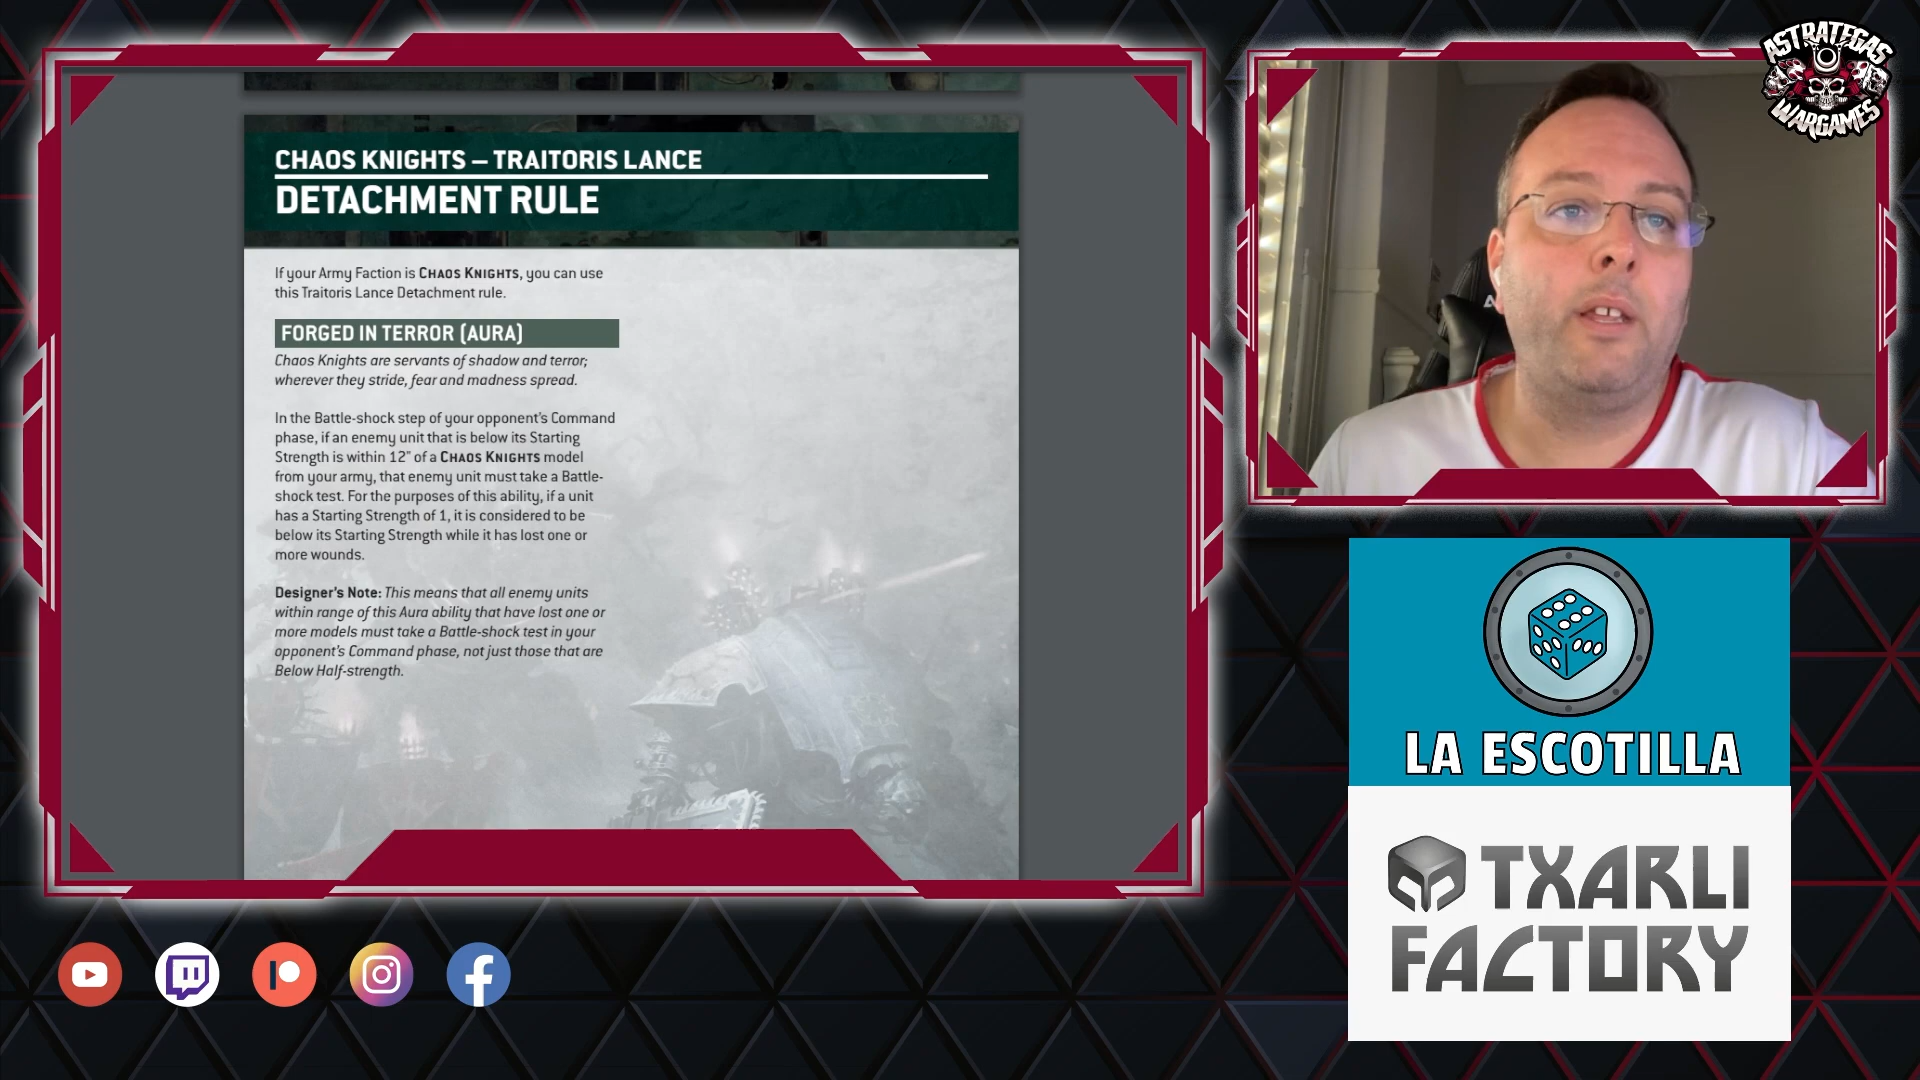 CHAOS KNIGHTS – TRAITORIS LANCE
DETACHMENT RULE
If your Army Faction is CHAOS KNIGHTS, you can use
this Traitoris Lance Detachment rule.
FORGED IN TERROR (AURA)
Chaos Knights are servants of shadow and terror;
wherever they stride, fear and madness spread.
In the Battle-shock step of your opponent's Command
phase, if an enemy unit that is below its Starting
Strength is within 12" of a CHAOS KNIGHTS model
from your army, that enemy unit must take a Battle-
shock test. For the purposes of this ability, if a unit
has a Starting Strength of 1, it is considered to be
below its Starting Strength while it has lost one or
more wounds.
Designer's Note: This means that all enemy units
within range of this Aura ability that have lost one or
more models must take a Battle-shock test in your
opponent's Command phase, not just those that are
Below Half-strength.
ASTRATEGAS
WARGAMES
LA ESCOTILLA
TXARLI
FACTORY